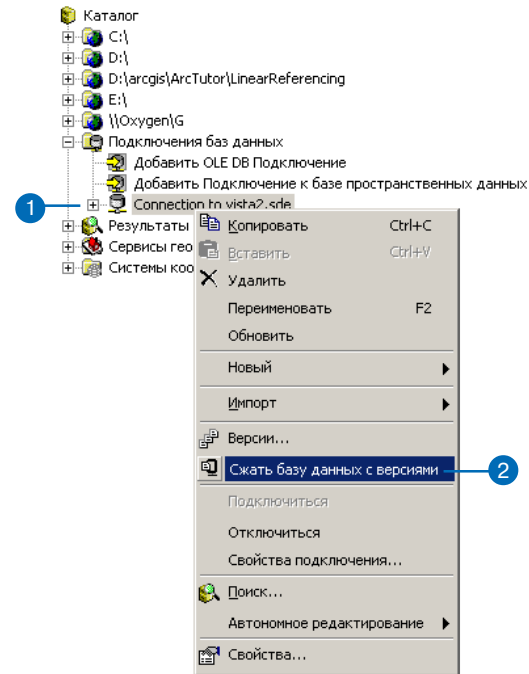 Каталог
C:\
D:\
D:\arcgis\ArcTutor\LinearReferencing
E:\
\\Oxygen\G
Подключения баз данных
Добавить OLE DB Подключение
Добавить Подключение к базе пространственных данных
1 Connection to vista2.sde
Результаты
Сервисы гео
Системы коо
Копировать Ctrl+C
Вставить Ctrl+V
Удалить
Переименовать F2
Обновить
Новый
Импорт
Версии...
Сжать базу данных с версиями 2
Подключиться
Отключиться
Свойства подключения...
Поиск...
Автономное редактирование
Свойства...